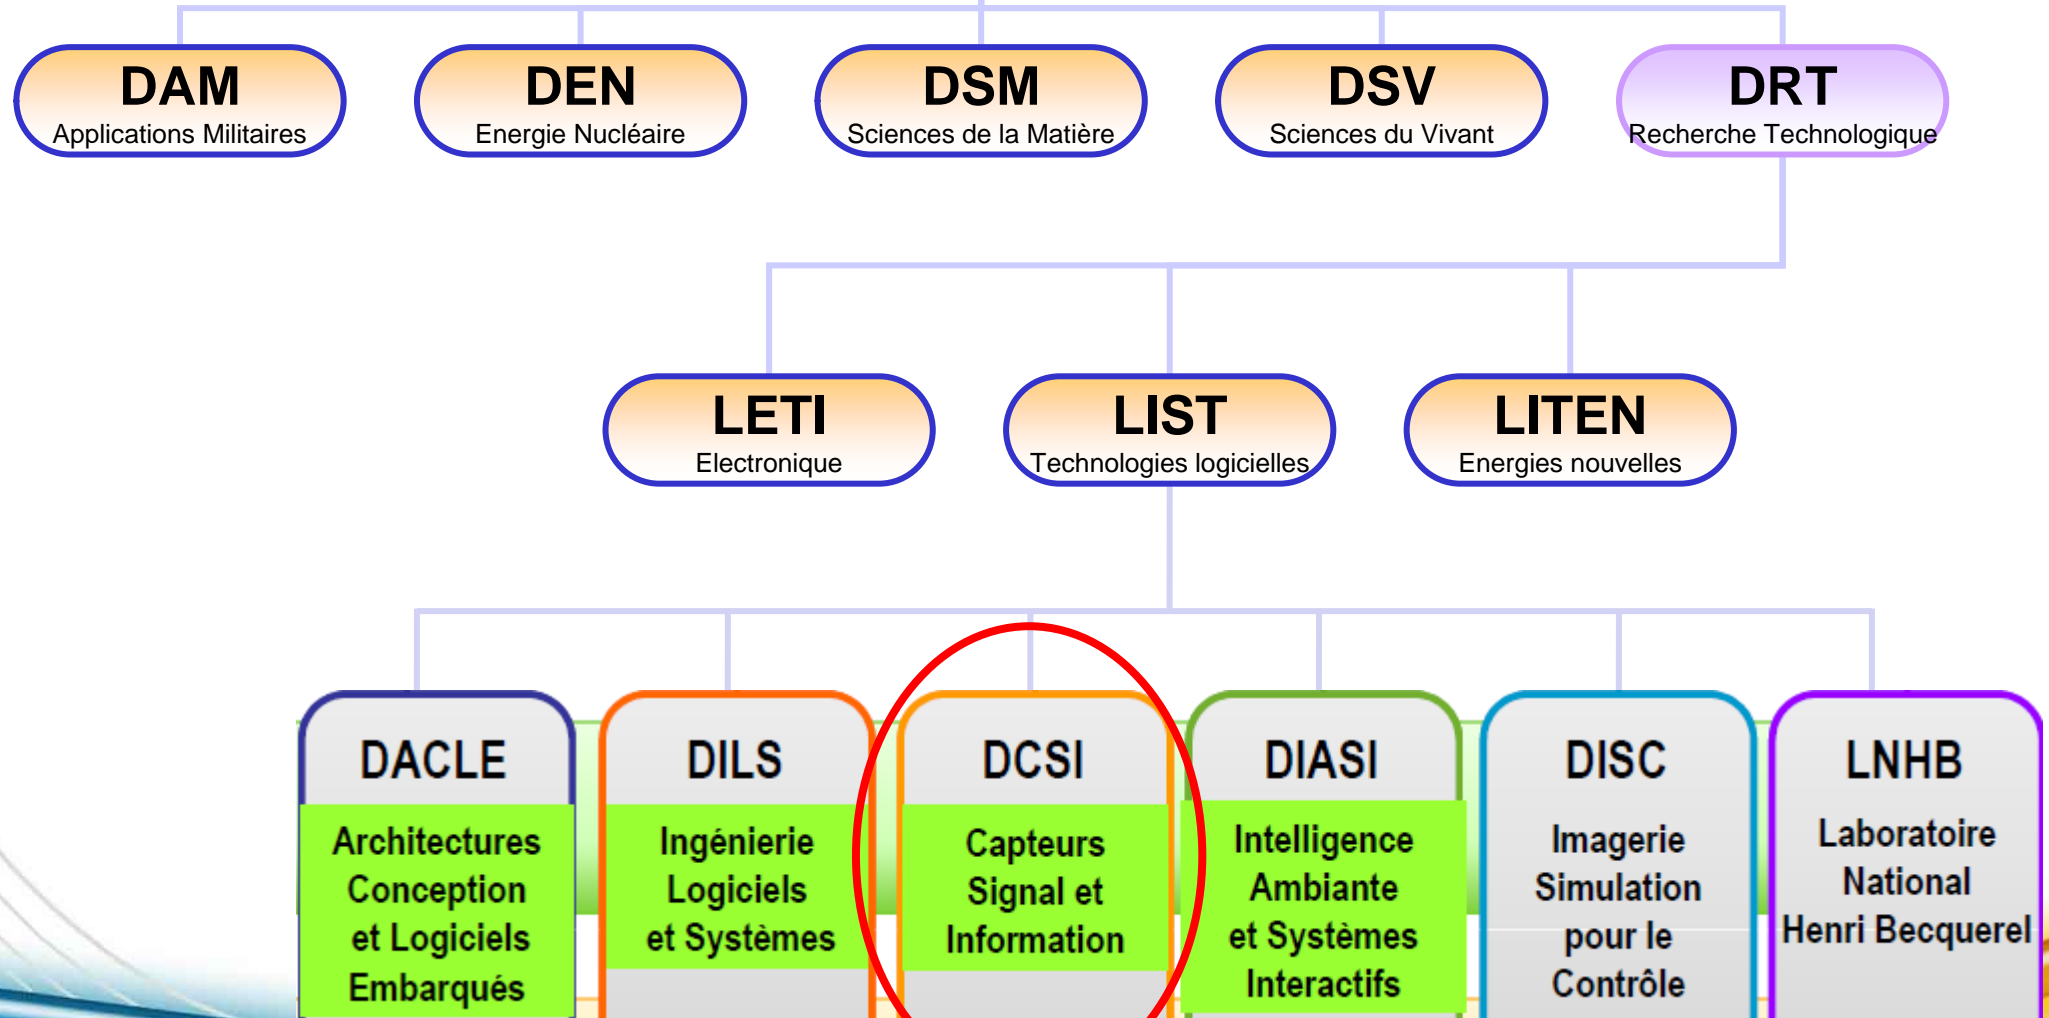 DAM
Applications Militaires
DEN
Energie Nucléaire
DSM
Sciences de la Matière
DSV
Sciences du Vivant
DRT
Recherche Technologique
LETI
Electronique
LIST
Technologies logicielles
LITEN
Energies nouvelles
DACLE
Architectures
Conception
et Logiciels
Embarqués
DILS
Ingénierie
Logiciels
et Systèmes
DCSI
Capteurs
Signal et
Information
DIASI
Intelligence
Ambiante
et Systèmes
Interactifs
DISC
Imagerie
Simulation
pour le
Contrôle
LNHB
Laboratoire
National
Henri Becquerel